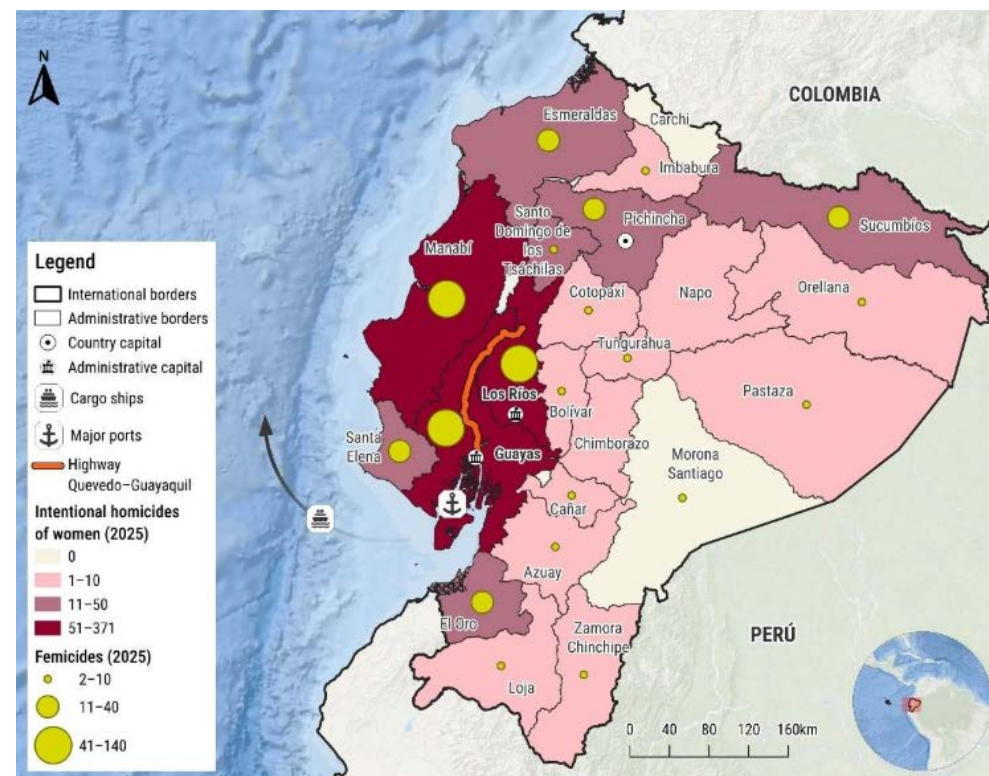 N
COLOMBIA
Esmeraldas
Carchi
Imbabura
Santo
Domingo de
los
Tsáchilas
Pichincha
Sucumbíos
Manabí
Cotopaxi
Napo
Orellana
Tungurahua
Los Ríos
Bolívar
Pastaza
Santa
Elena
Guayas
Chimborazo
Morona
Santiago
Cañar
Azuay
El Oro
Zamora
Chinchipe
Loja
PERÚ
0 40 80 120 160km
Legend
International borders
Administrative borders
Country capital
Administrative capital
Cargo ships
Major ports
Highway
Quevedo–Guayaquil
Intentional homicides
of women (2025)
0
1–10
11–50
51–371
Femicides (2025)
2–10
11–40
41–140